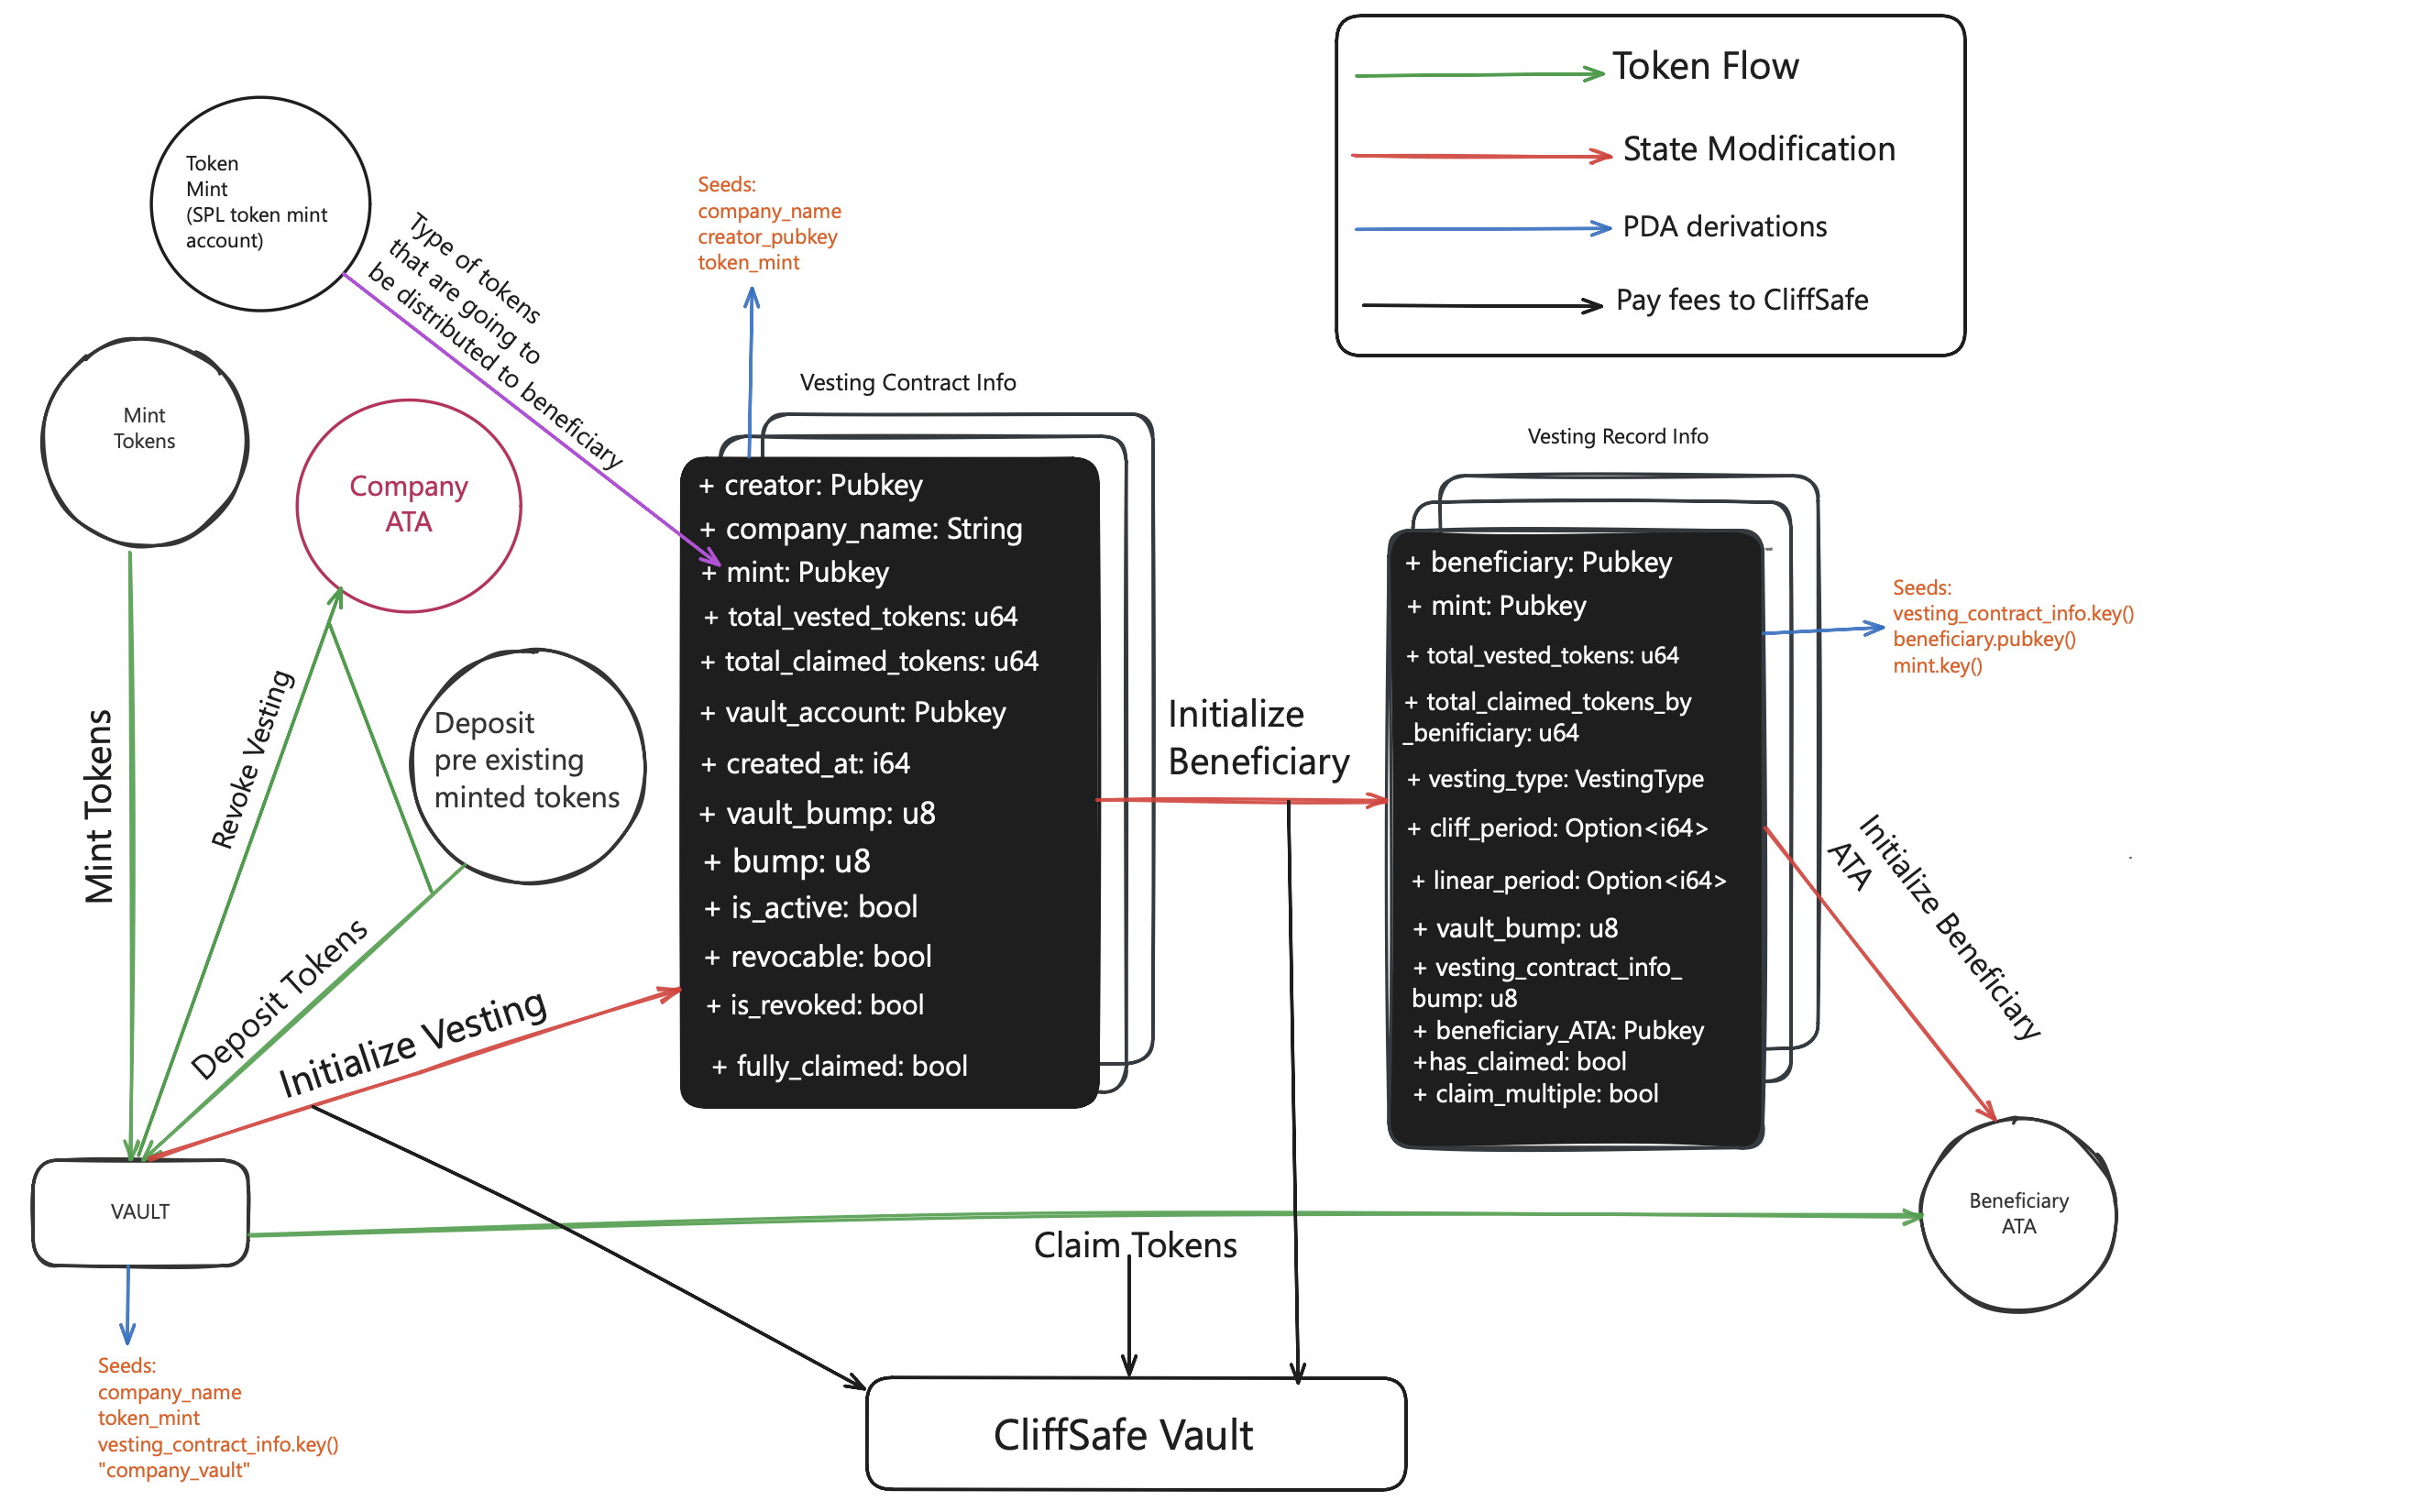 Token Flow
State Modification
PDA derivations
Pay fees to CliffSafe
Token
Mint
(SPL token mint
account)
Type of tokens
that are going to
be distributed to beneficiary
Seeds:
company_name
creator_pubkey
token_mint
Mint
Tokens
Company
ATA
Deposit
pre existing
minted tokens
Mint Tokens
Revoke Vesting
Deposit Tokens
Initialize Vesting
Vesting Contract Info
+ creator: Pubkey
+ company_name: String
+ mint: Pubkey
+ total_vested_tokens: u64
+ total_claimed_tokens: u64
+ vault_account: Pubkey
+ created_at: i64
+ vault_bump: u8
+ bump: u8
+ is_active: bool
+ revocable: bool
+ is_revoked: bool
+ fully_claimed: bool
Initialize
Beneficiary
Vesting Record Info
+ beneficiary: Pubkey
+ mint: Pubkey
+ total_vested_tokens: u64
+ total_claimed_tokens_by
_benificiary: u64
+ vesting_type: VestingType
+ cliff_period: Option<i64>
+ linear_period: Option<i64>
+ vault_bump: u8
+ vesting_contract_info_
bump: u8
+ beneficiary_ATA: Pubkey
+has_claimed: bool
+ claim_multiple: bool
Seeds:
vesting_contract_info.key()
beneficiary.pubkey()
mint.key()
Initialize Beneficiary
ATA
Beneficiary
ATA
VAULT
Claim Tokens
Seeds:
company_name
token_mint
vesting_contract_info.key()
"company_vault"
CliffSafe Vault